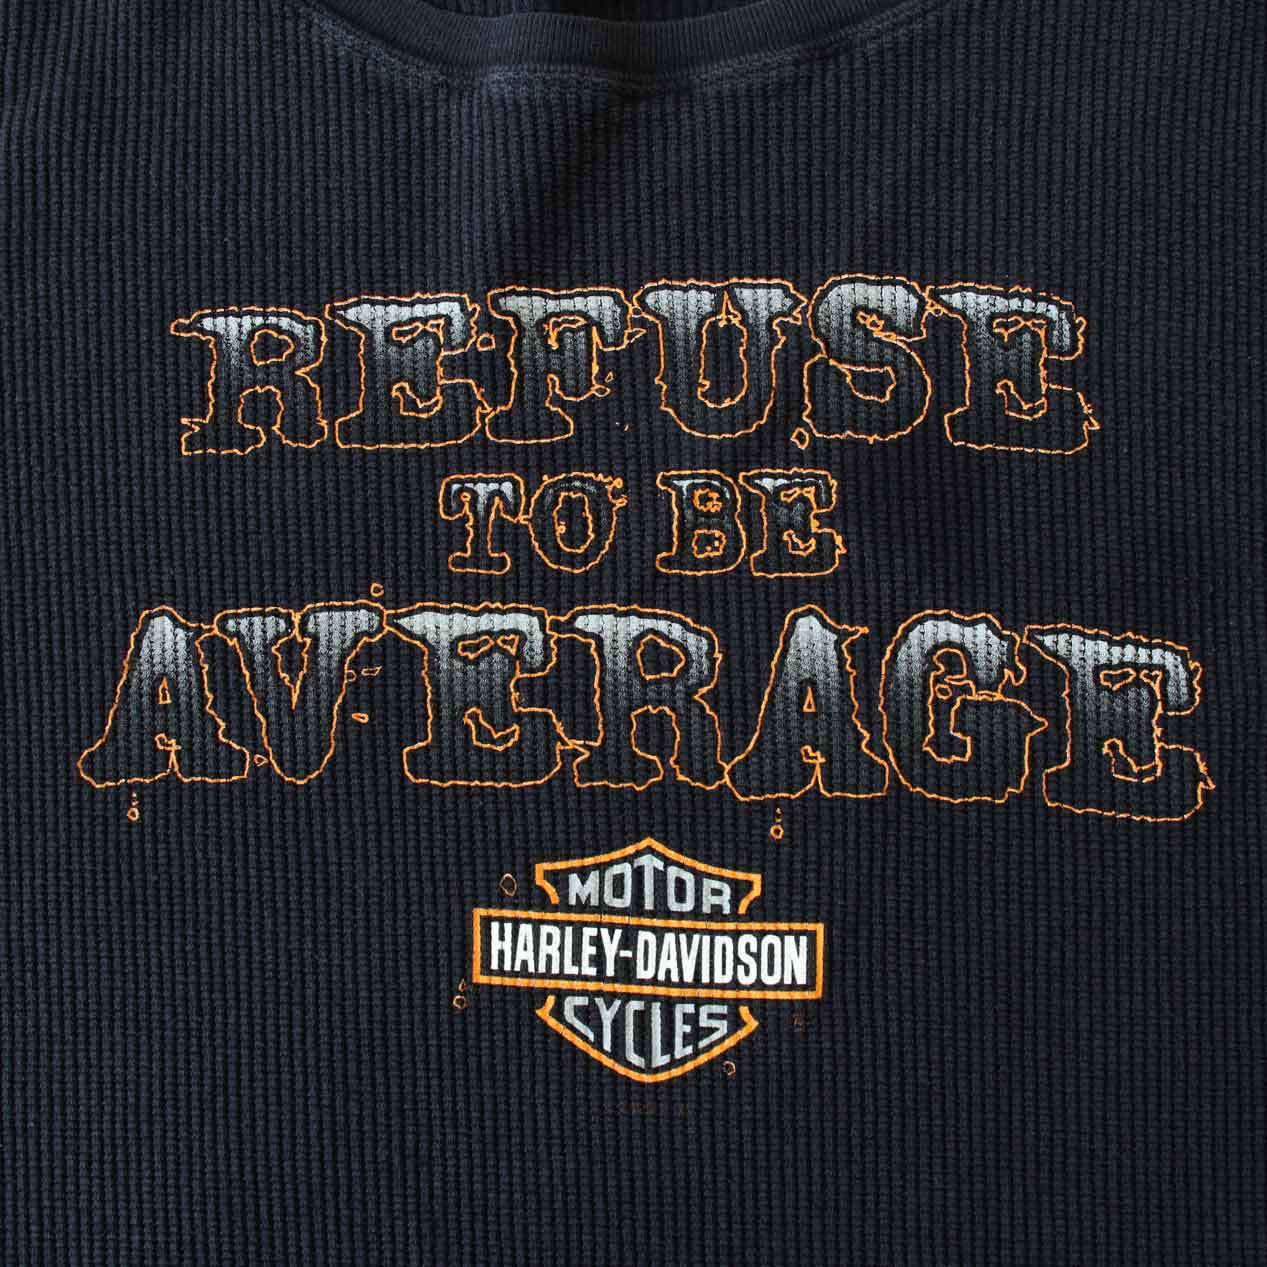 REFUSE
TO BE
AVERAGE
MOTOR
HARLEY-DAVIDSON
CYCLES